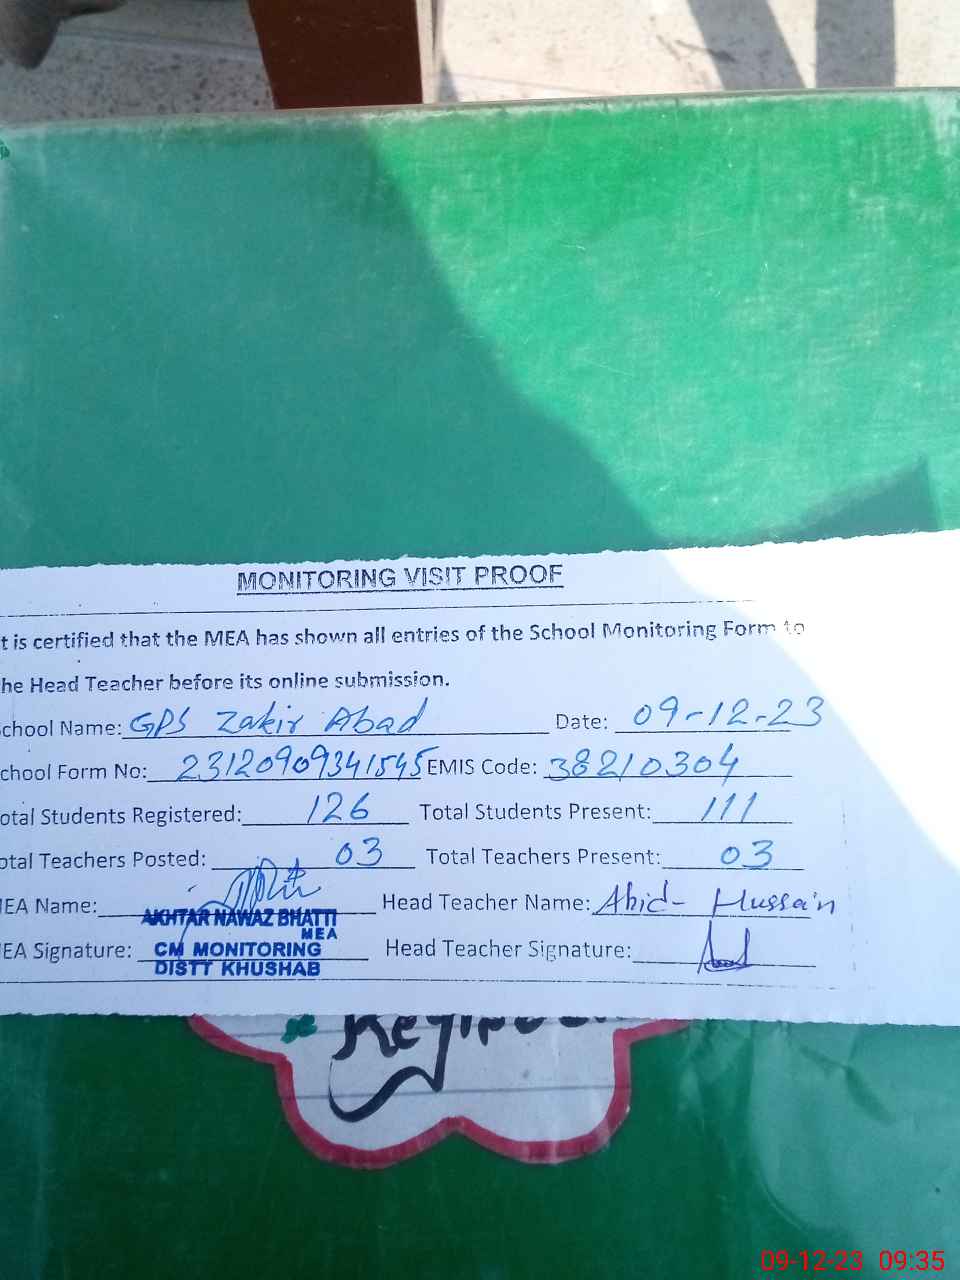 MONITORING VISIT PROOF
t is certified that the MEA has shown all entries of the School Monitoring Form to
he Head Teacher before its online submission.
chool Name: GPS Zakir Abad Date: 09-12-23
chool Form No: 23120909341545 EMIS Code: 38210304
otal Students Registered: 126 Total Students Present: 111
otal Teachers Posted: 03 Total Teachers Present: 03
MEA Name: AKHTAR NAWAZ BHATTI Head Teacher Name: Abid- Hussain
MEA
EA Signature: CM MONITORING Head Teacher Signature:
DISTT KHUSHAB
09-12-23 09:35